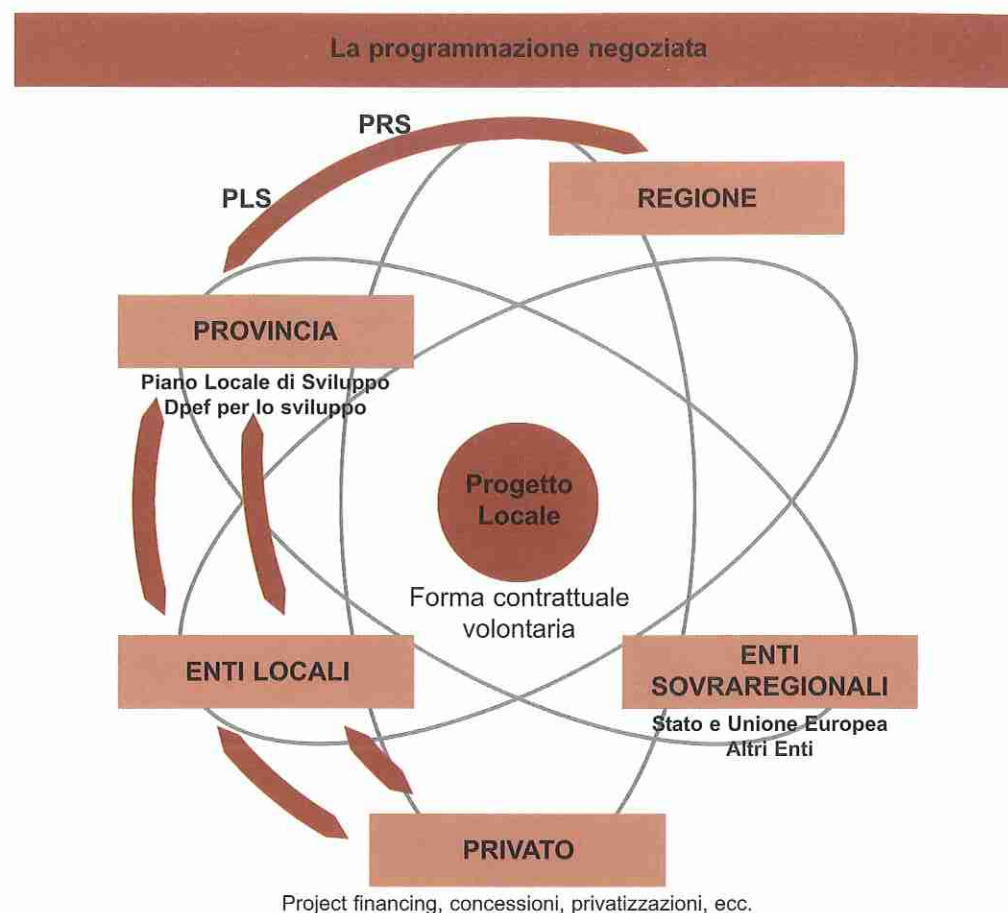 La programmazione negoziata
PRS
PLS
REGIONE
PROVINCIA
Piano Locale di Sviluppo
Dpef per lo sviluppo
Progetto
Locale
Forma contrattuale
volontaria
ENTI LOCALI
ENTI
SOVRAREGIONALI
Stato e Unione Europea
Altri Enti
PRIVATO
Project financing, concessioni, privatizzazioni, ecc.